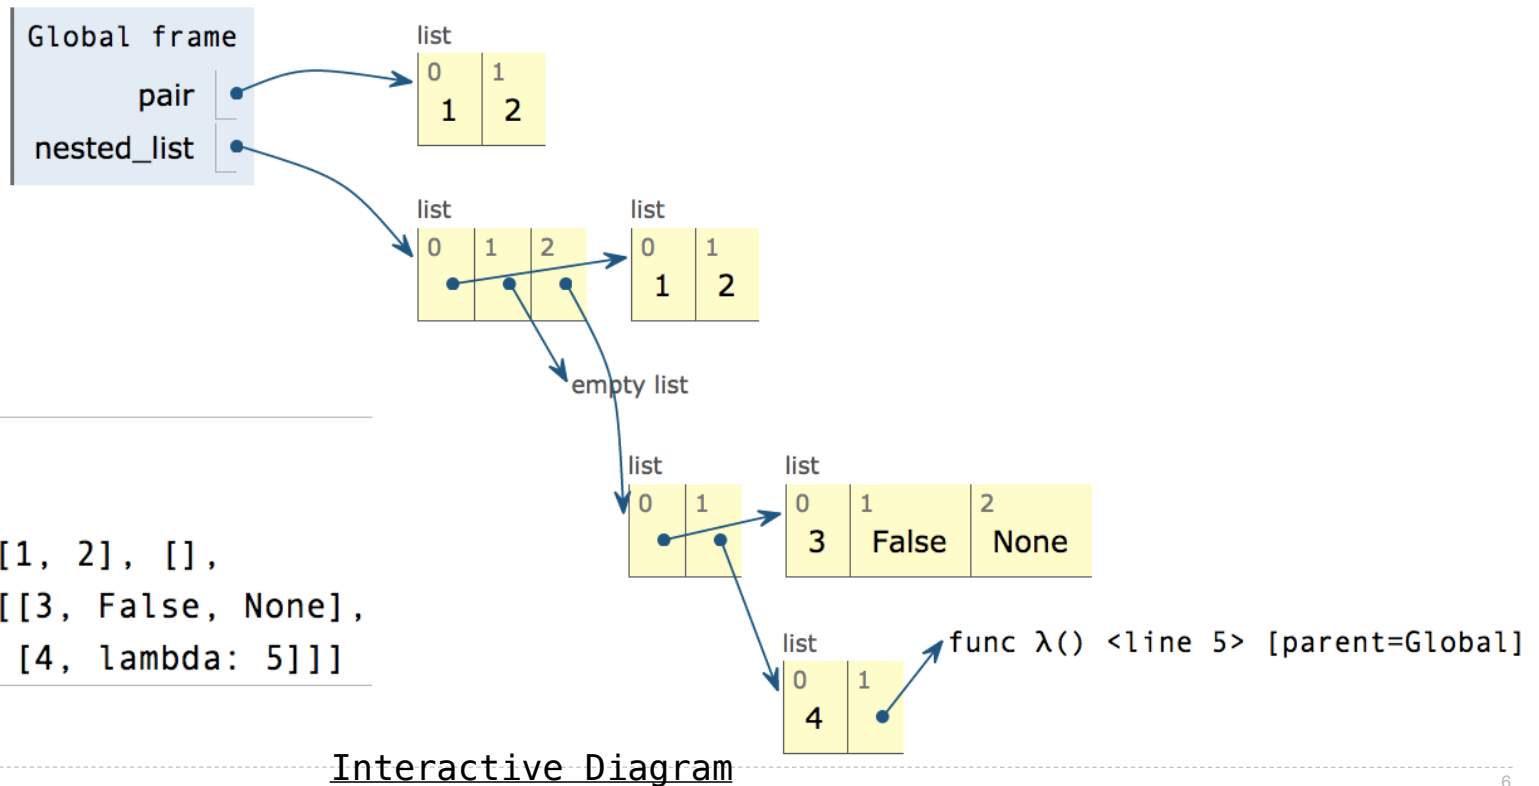 Global frame
pair
nested_list
list
0 1
1 2
list
0 1 2
list
0 1
1 2
empty list
list
0 1
list
0 1 2
3 False None
list
0 1
4
func λ() <line 5> [parent=Global]
[1, 2], [],
[[3, False, None],
[4, lambda: 5]]]
Interactive Diagram
6